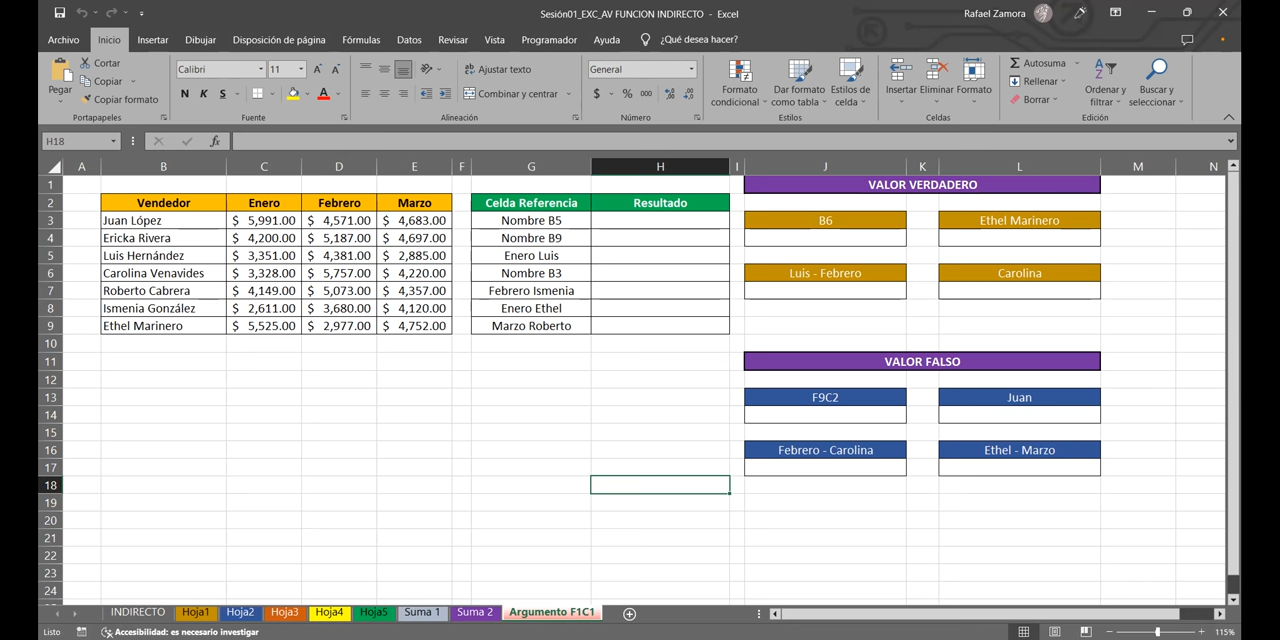 Sesión01_EXC_AV FUNCION INDIRECTO - Excel
Rafael Zamora
Archivo Inicio Insertar Dibujar Disposición de página Fórmulas Datos Revisar Vista Programador Ayuda ¿Qué desea hacer?
Pegar
Cortar
Copiar
Copiar formato
Portapapeles
Calibri 11
N K S
Fuente
Ajustar texto
Combinar y centrar
Alineación
General
$ % 000
Número
Formato condicional
Dar formato como tabla
Estilos de celda
Estilos
Insertar Eliminar Formato
Celdas
Autosuma
Rellenar
Borrar
Ordenar y filtrar
Buscar y seleccionar
Edición
H18 fx
A B C D E F G H I J K L M N
1 VALOR VERDADERO
2 Vendedor Enero Febrero Marzo Celda Referencia Resultado
3 Juan López $ 5,991.00 $ 4,571.00 $ 4,683.00 Nombre B5 B6 Ethel Marinero
4 Ericka Rivera $ 4,200.00 $ 5,187.00 $ 4,697.00 Nombre B9
5 Luis Hernández $ 3,351.00 $ 4,381.00 $ 2,885.00 Enero Luis
6 Carolina Venavides $ 3,328.00 $ 5,757.00 $ 4,220.00 Nombre B3 Luis - Febrero Carolina
7 Roberto Cabrera $ 4,149.00 $ 5,073.00 $ 4,357.00 Febrero Ismenia
8 Ismenia González $ 2,611.00 $ 3,680.00 $ 4,120.00 Enero Ethel
9 Ethel Marinero $ 5,525.00 $ 2,977.00 $ 4,752.00 Marzo Roberto
10
11 VALOR FALSO
12
13 F9C2 Juan
14
15
16 Febrero - Carolina Ethel - Marzo
17
18
19
20
21
22
23
24
INDIRECTO Hoja1 Hoja2 Hoja3 Hoja4 Hoja5 Suma 1 Suma 2 Argumento F1C1
Listo Accesibilidad: es necesario investigar 115%